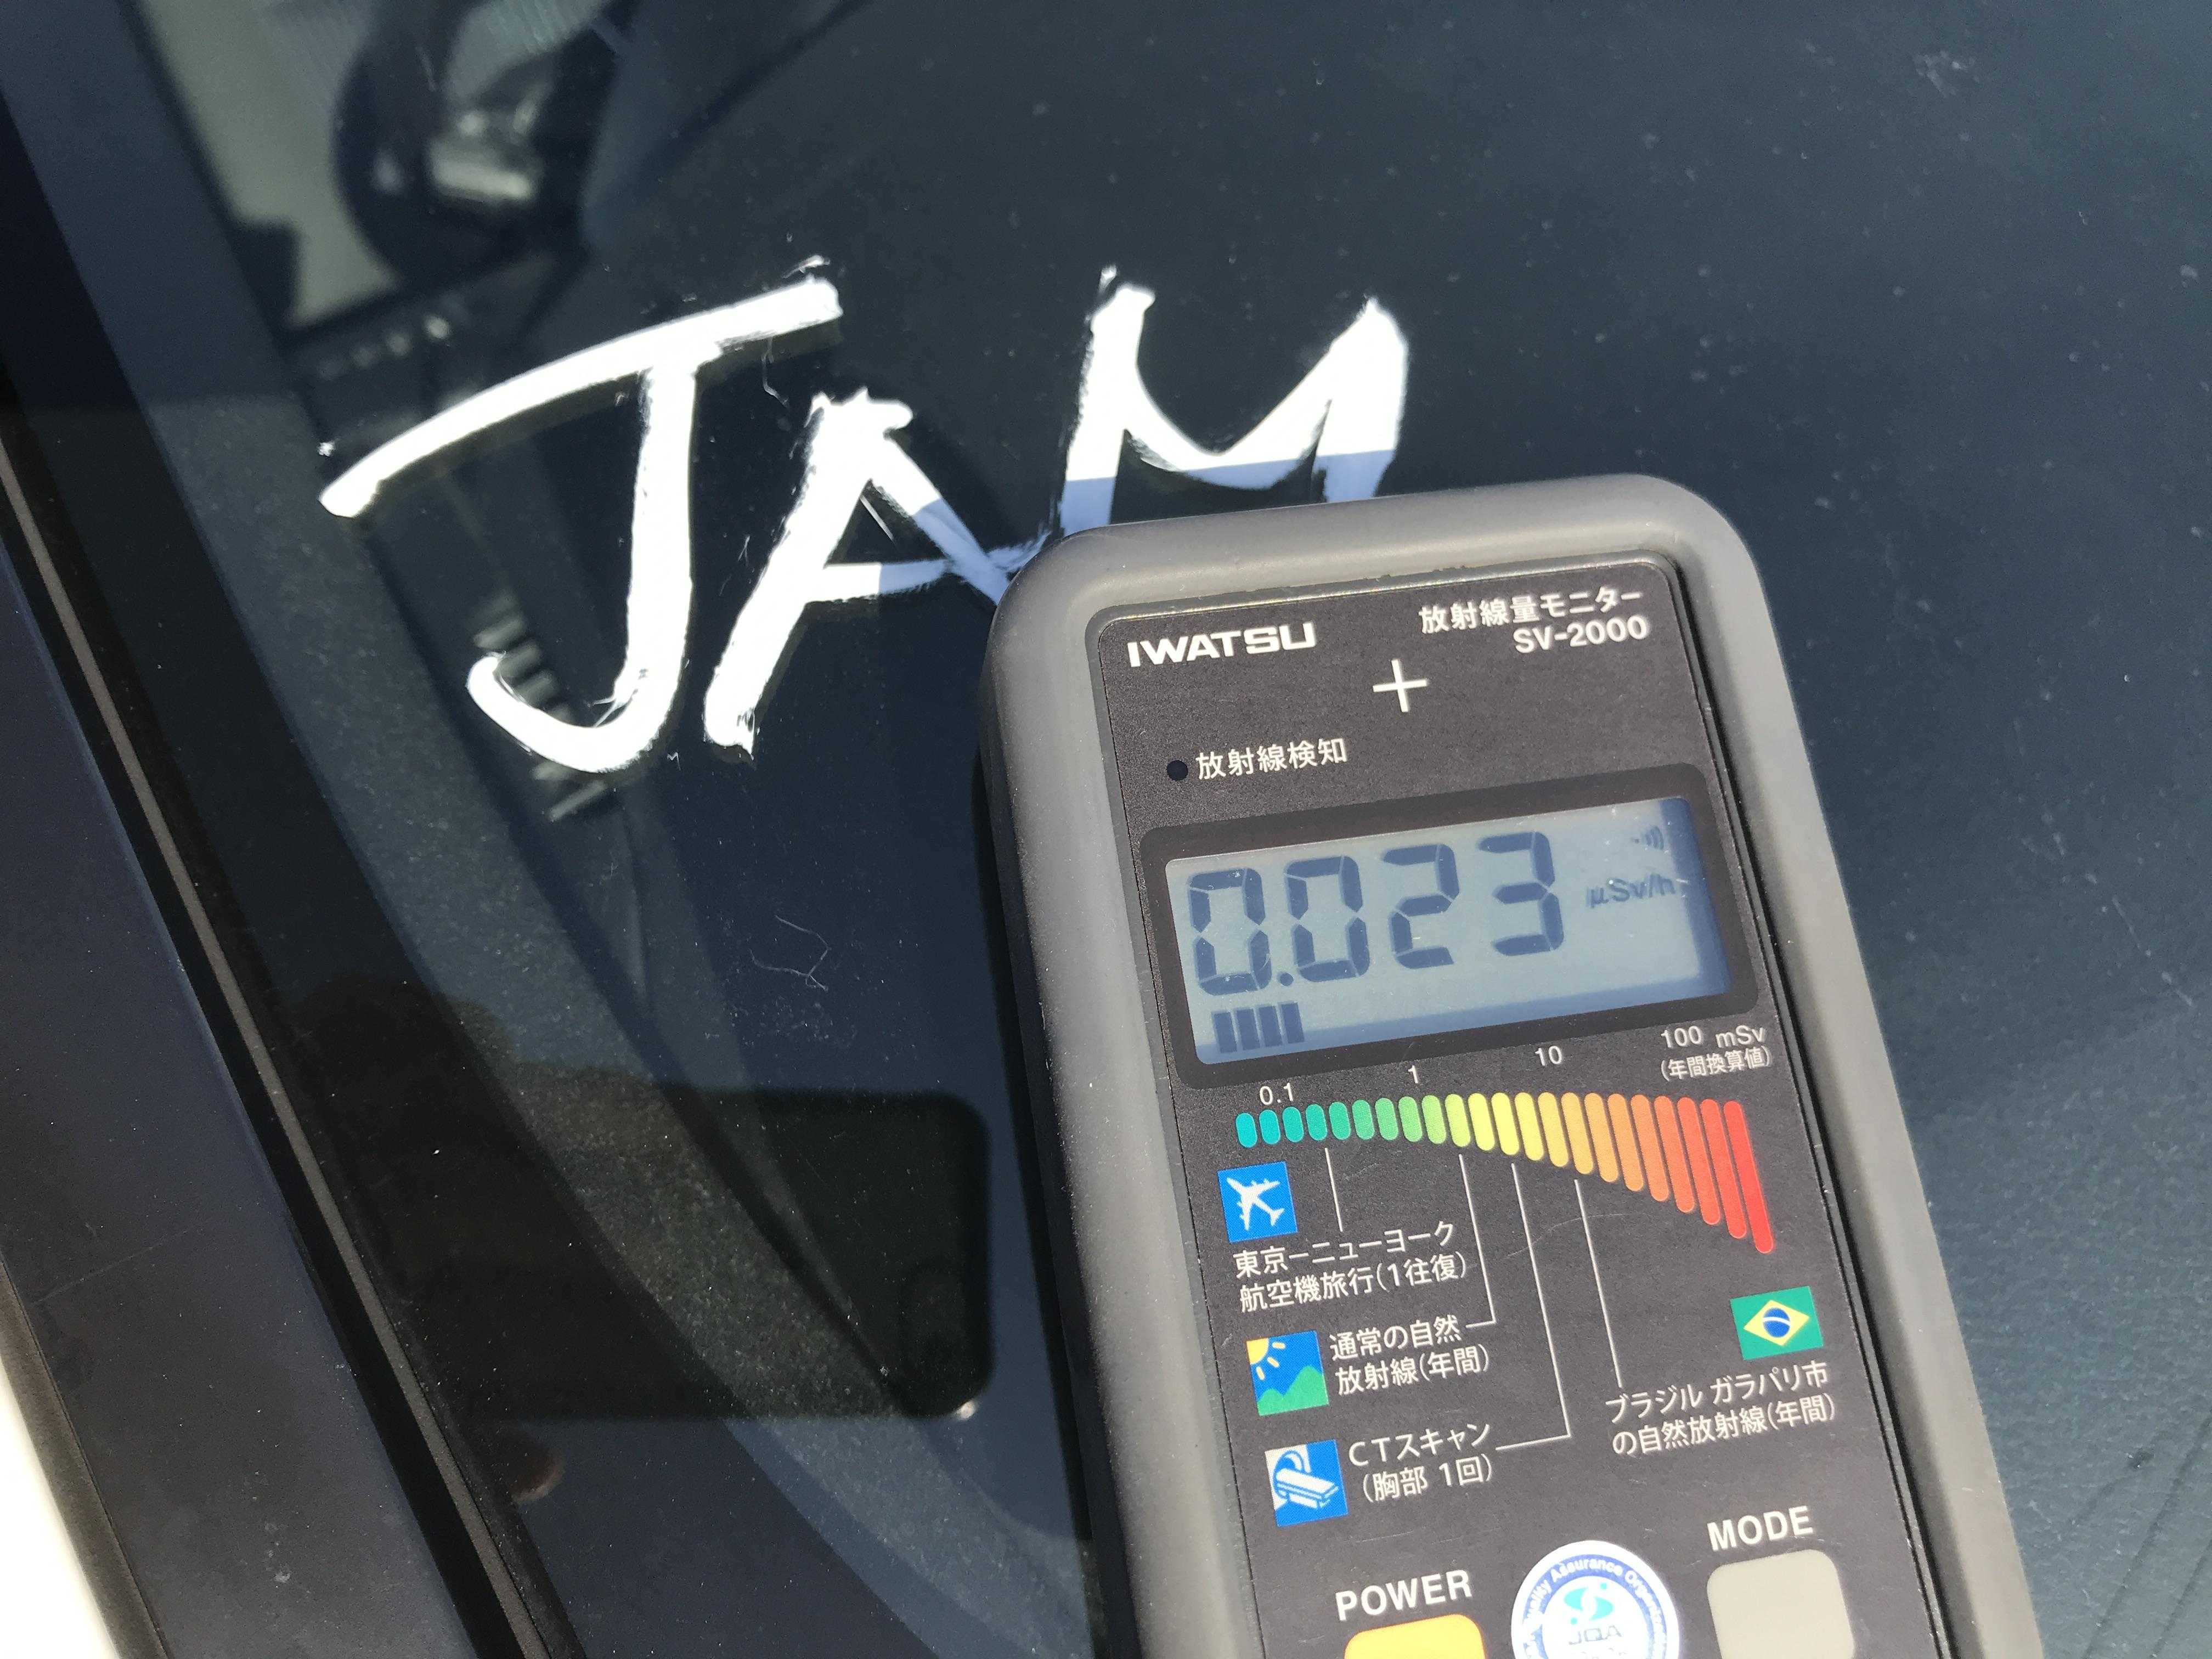 JAM
IWATSU
放射線量モニター
SV-2000
放射線検知
0.023 μSv/h
0.1 1 10 100 mSv
(年間換算値)
東京ーニューヨーク
航空機旅行(1往復)
通常の自然
放射線(年間)
CTスキャン
(胸部 1回)
ブラジル ガラパリ市
の自然放射線(年間)
POWER
MODE
Quality Assurance
JQA